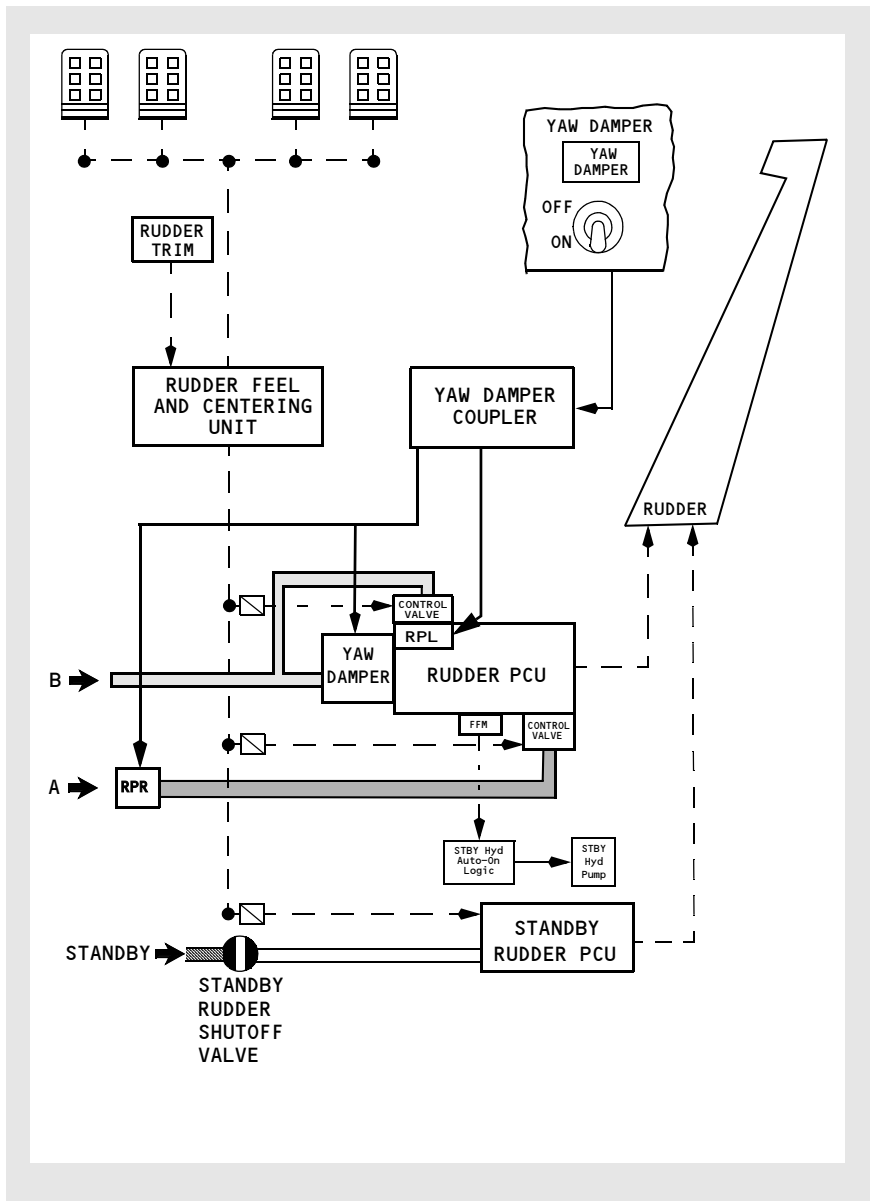 YAW DAMPER
YAW
DAMPER
OFF
ON
RUDDER
TRIM
RUDDER FEEL
AND CENTERING
UNIT
YAW DAMPER
COUPLER
RUDDER
CONTROL
VALVE
RPL
YAW
DAMPER
RUDDER PCU
B
FFM
CONTROL
VALVE
A
RPR
STBY Hyd
Auto-On
Logic
STBY
Hyd
Pump
STANDBY
RUDDER PCU
STANDBY
STANDBY
RUDDER
SHUTOFF
VALVE